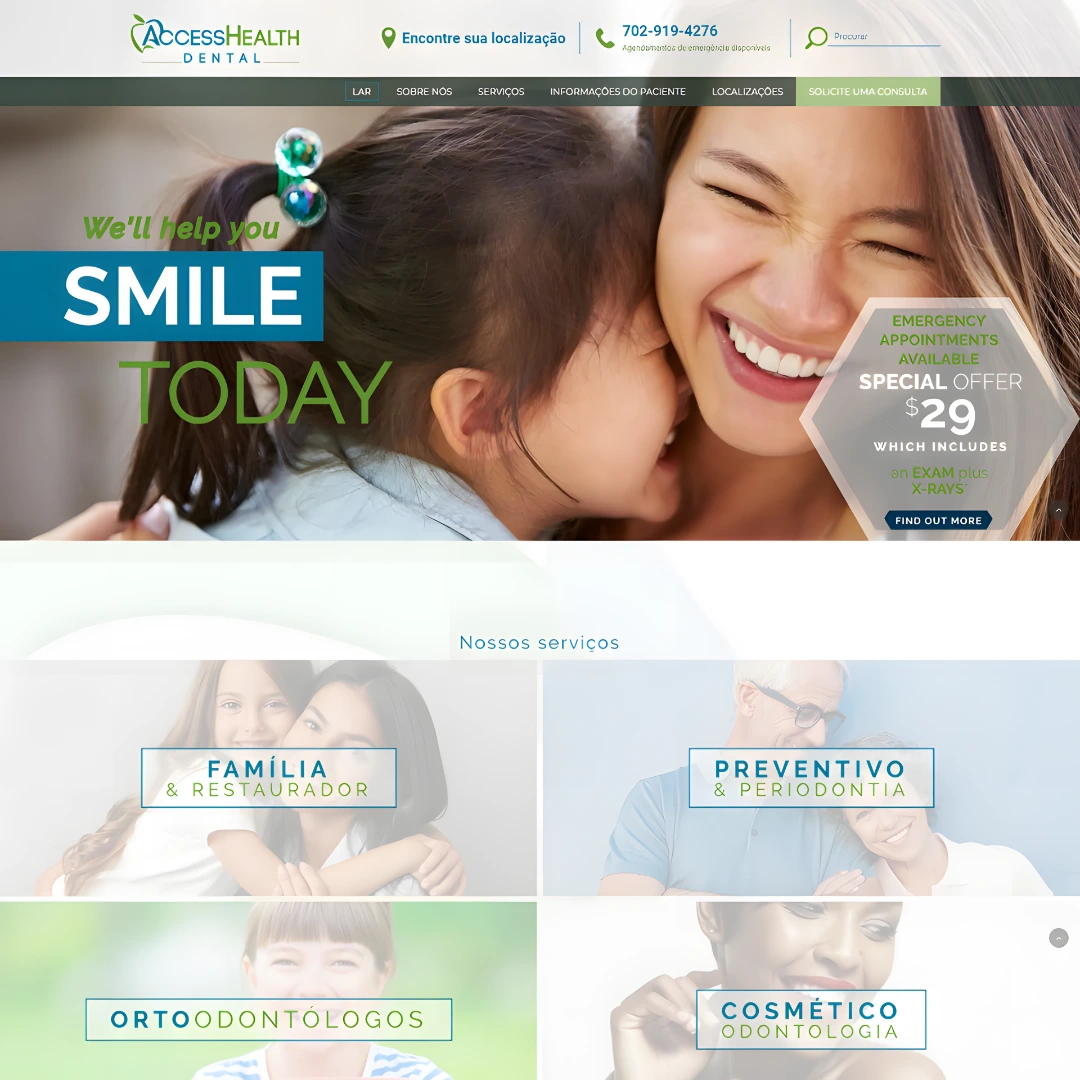 ACCESSHEALTH
DENTAL
Encontre sua localização
702-919-4276
Agendamentos de emergência disponíveis
Procurar
LAR
SOBRE NÓS
SERVIÇOS
INFORMAÇÕES DO PACIENTE
LOCALIZAÇÕES
SOLICITE UMA CONSULTA
We'll help you
SMILE
TODAY
EMERGENCY
APPOINTMENTS
AVAILABLE
SPECIAL OFFER
$29
WHICH INCLUDES
an EXAM plus
X-RAYS*
FIND OUT MORE
Nossos serviços
FAMÍLIA
& RESTAURADOR
PREVENTIVO
& PERIODONTIA
ORTOODONTÓLOGOS
COSMÉTICO
ODONTOLOGIA